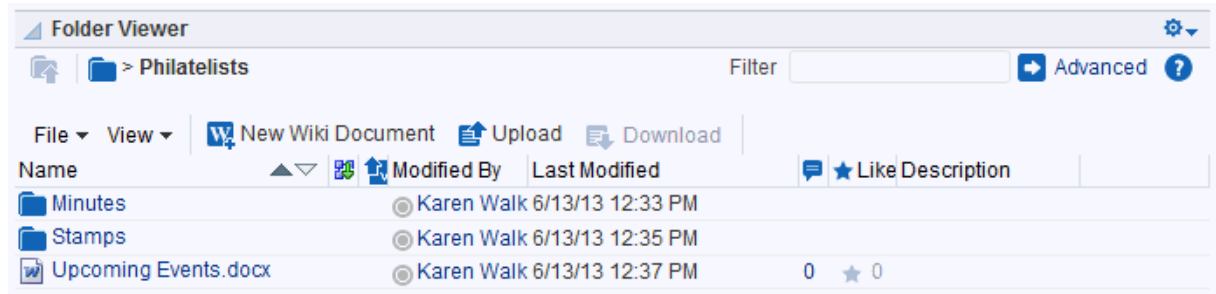 Folder Viewer
> Philatelists Filter Advanced ?
File View New Wiki Document Upload Download
Name Modified By Last Modified Like Description
Minutes Karen Walk 6/13/13 12:33 PM
Stamps Karen Walk 6/13/13 12:35 PM
Upcoming Events.docx Karen Walk 6/13/13 12:37 PM 0 0